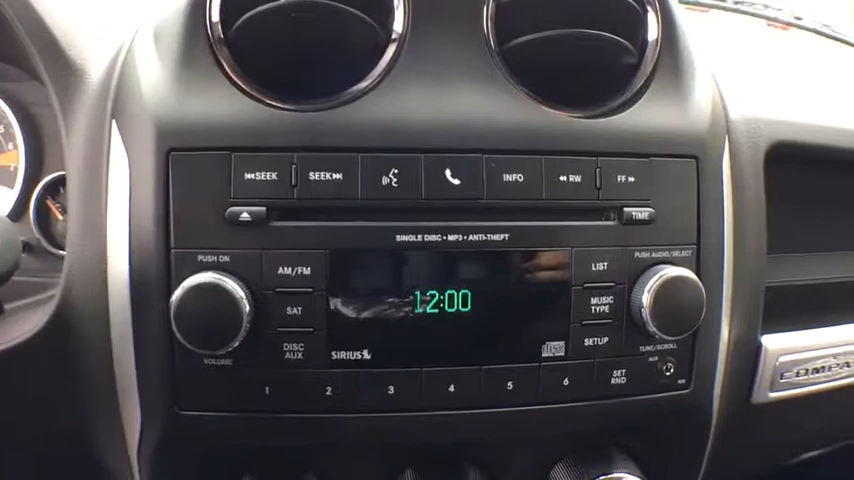 SEEK
SEEK
INFO
RW
FF
TIME
SINGLE DISC • MP3 • ANTI-THEFT
PUSH ON
AM/FM
SAT
DISC
AUX
VOLUME
12:00
SIRIUS
LIST
MUSIC
TYPE
SETUP
PUSH AUDIO/SELECT
TUNE/SCROLL
1 2 3 4 5 6
SET
RND
AUX
COMPA